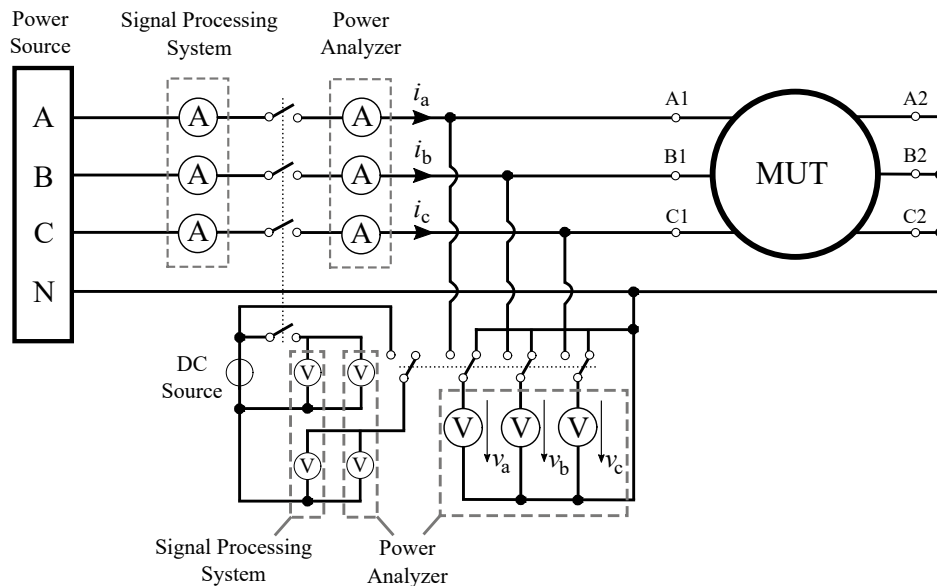 Power
Source
Signal Processing
System
Power
Analyzer
A
B
C
N
A
A
A
A
A
A
ia
ib
ic
A1
B1
C1
MUT
A2
B2
C2
DC
Source
V
V
V
V
V
V
V
va
vb
vc
Signal Processing
System
Power
Analyzer